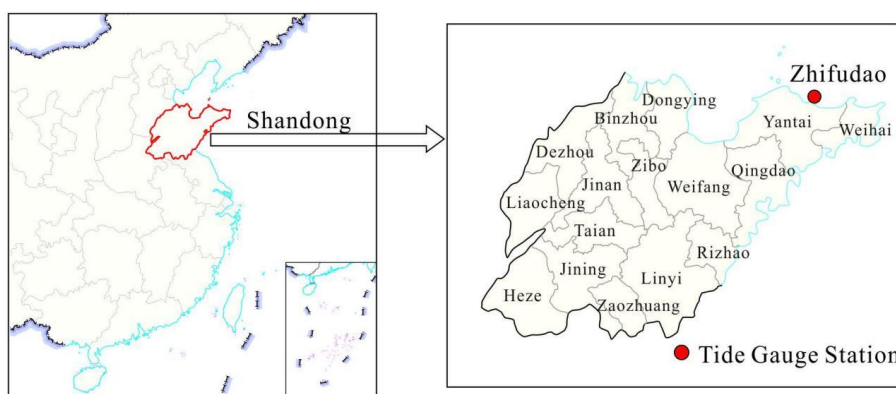 Shandong
Zhifudao
Dongying
Binzhou
Yantai
Weihai
Dezhou
Zibo
Qingdao
Jinan
Weifang
Liaocheng
Taian
Rizhao
Jining
Linyi
Heze
Zaozhuang
Tide Gauge Station